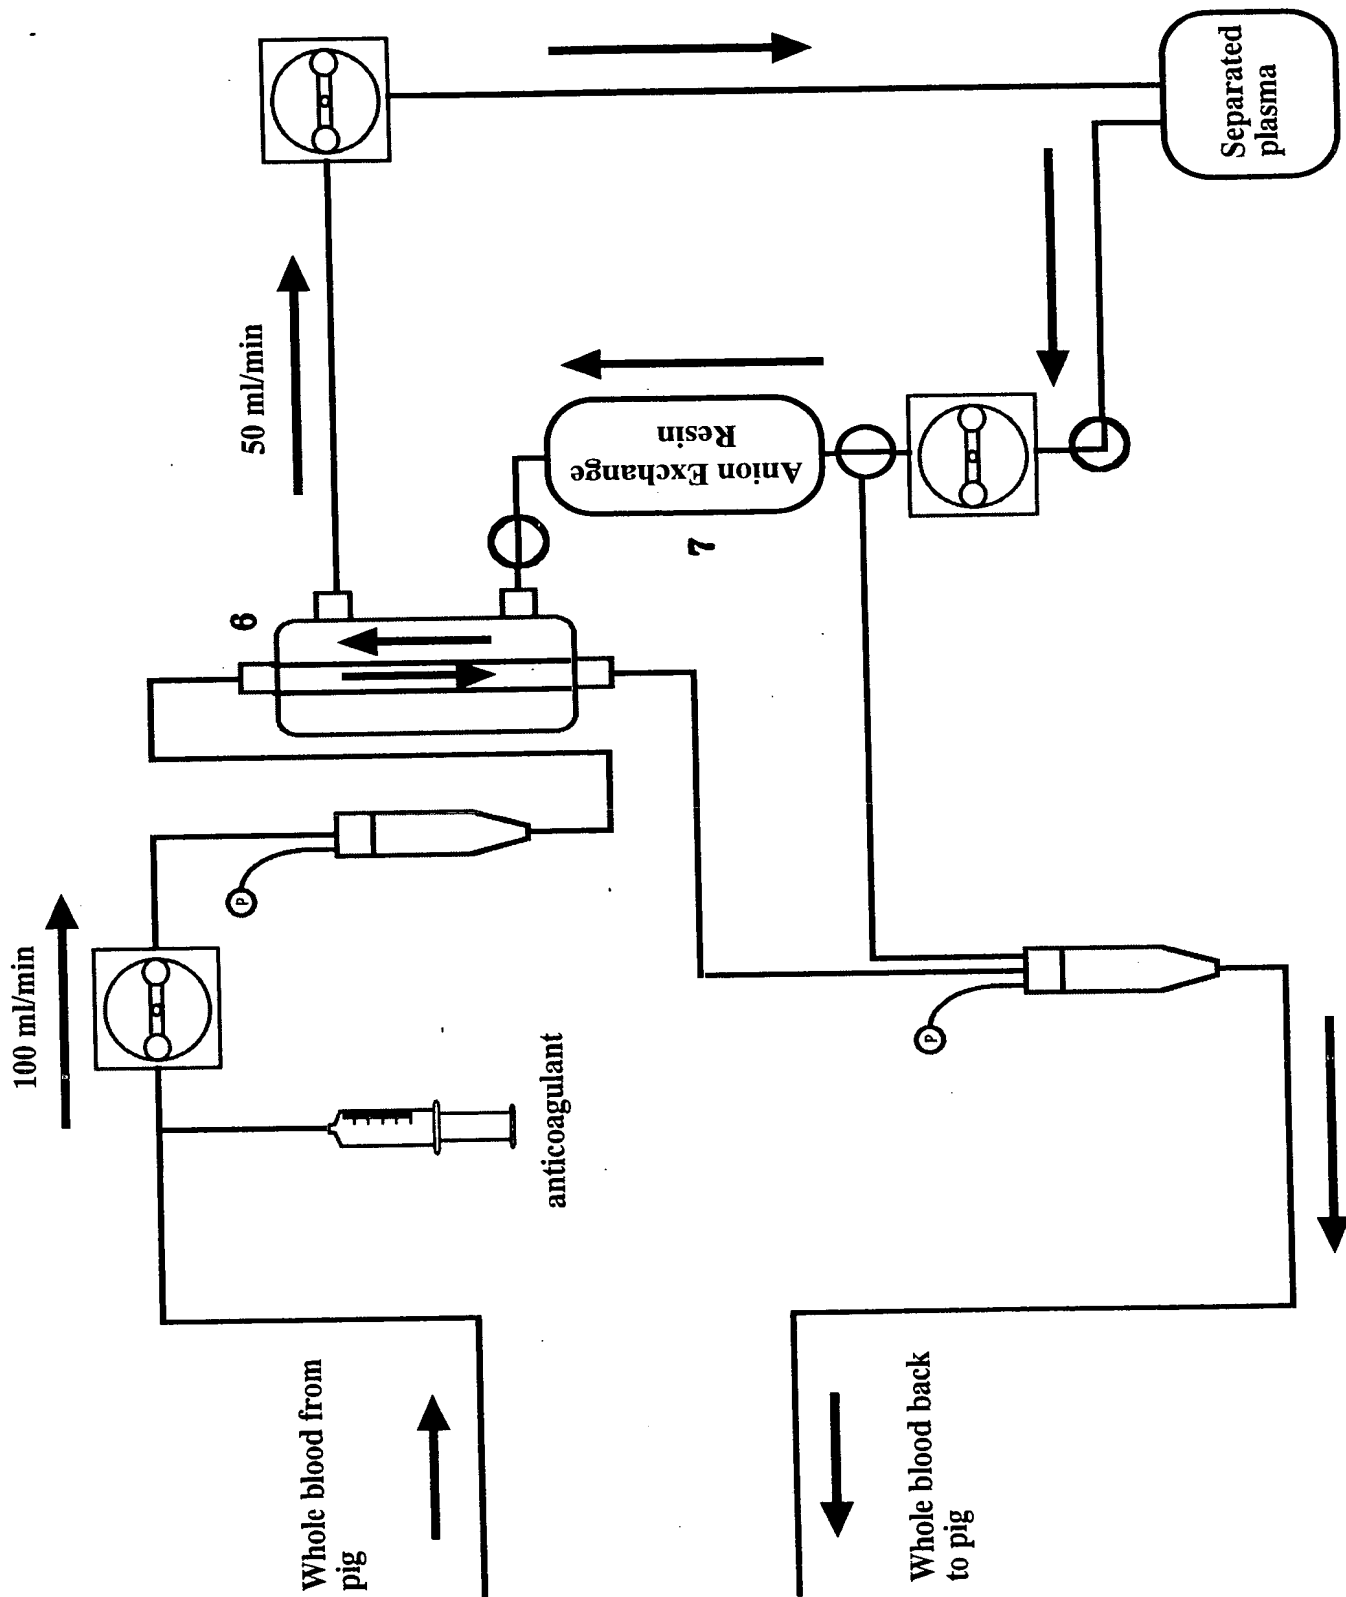 100 ml/min
50 ml/min
6
P
Separated
plasma
Anion Exchange
Resin
7
anticoagulant
P
Whole blood from
pig
Whole blood back
to pig